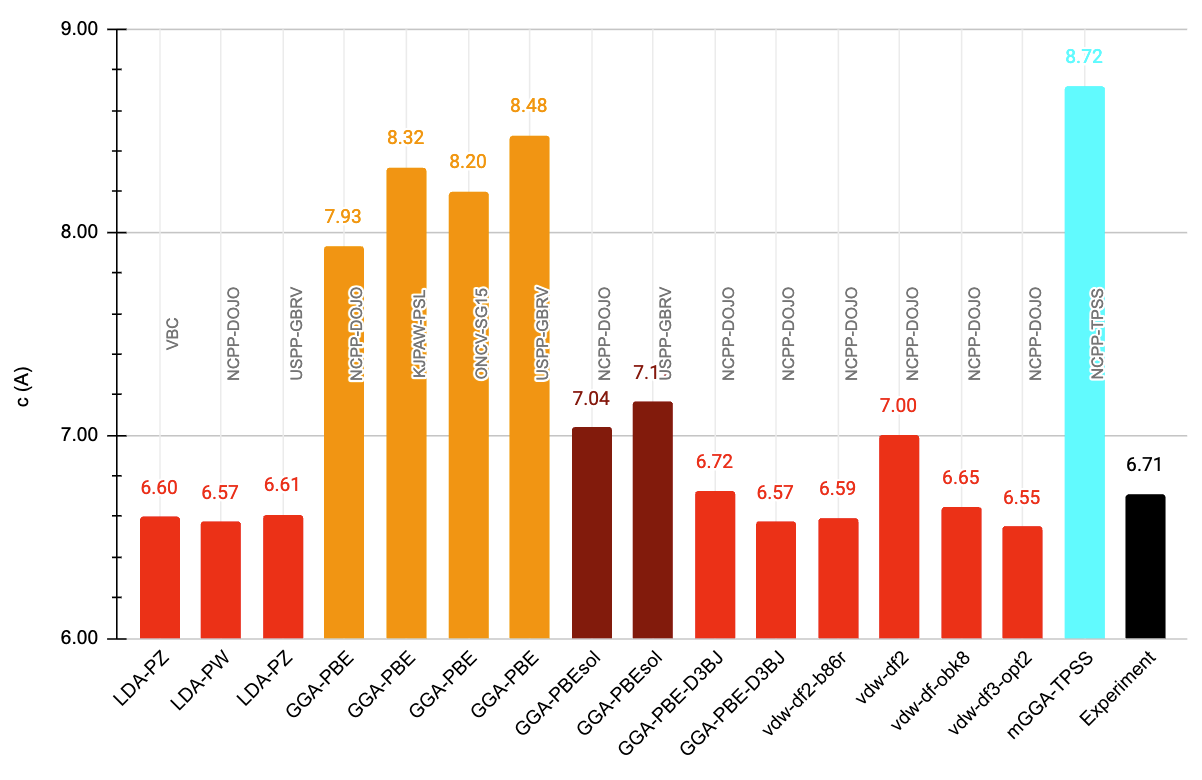 9.00
8.00
7.00
6.00
c (A)
6.60
6.57
6.61
7.93
8.32
8.20
8.48
7.04
7.1
6.72
6.57
6.59
7.00
6.65
6.55
8.72
6.71
VBC
NCPP-DOJO
USPP-GBRV
NCPP-DOJO
KJPAW-PSL
ONCV-SG15
USPP-GBRV
NCPP-DOJO
USPP-GBRV
NCPP-DOJO
NCPP-DOJO
NCPP-DOJO
NCPP-DOJO
NCPP-DOJO
NCPP-DOJO
NCPP-TPSS
LDA-PZ
LDA-PW
LDA-PZ
GGA-PBE
GGA-PBE
GGA-PBE
GGA-PBE
GGA-PBEsol
GGA-PBEsol
GGA-PBE-D3BJ
GGA-PBE-D3BJ
vdw-df2-b86r
vdw-df2
vdw-df-obk8
vdw-df3-opt2
mGGA-TPSS
Experiment